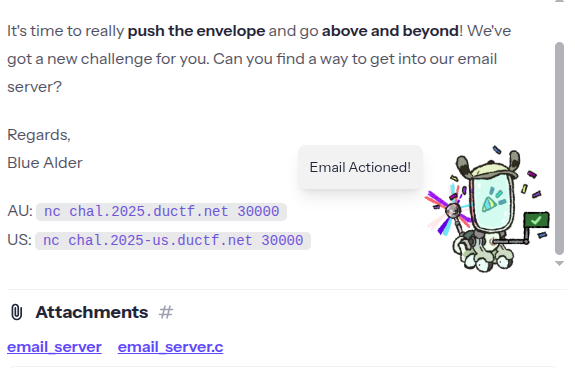 It's time to really push the envelope and go above and beyond! We've
got a new challenge for you. Can you find a way to get into our email
server?
Regards,
Blue Alder
Email Actioned!
AU: nc chal.2025.ductf.net 30000
US: nc chal.2025-us.ductf.net 30000
Attachments #
email_server email_server.c